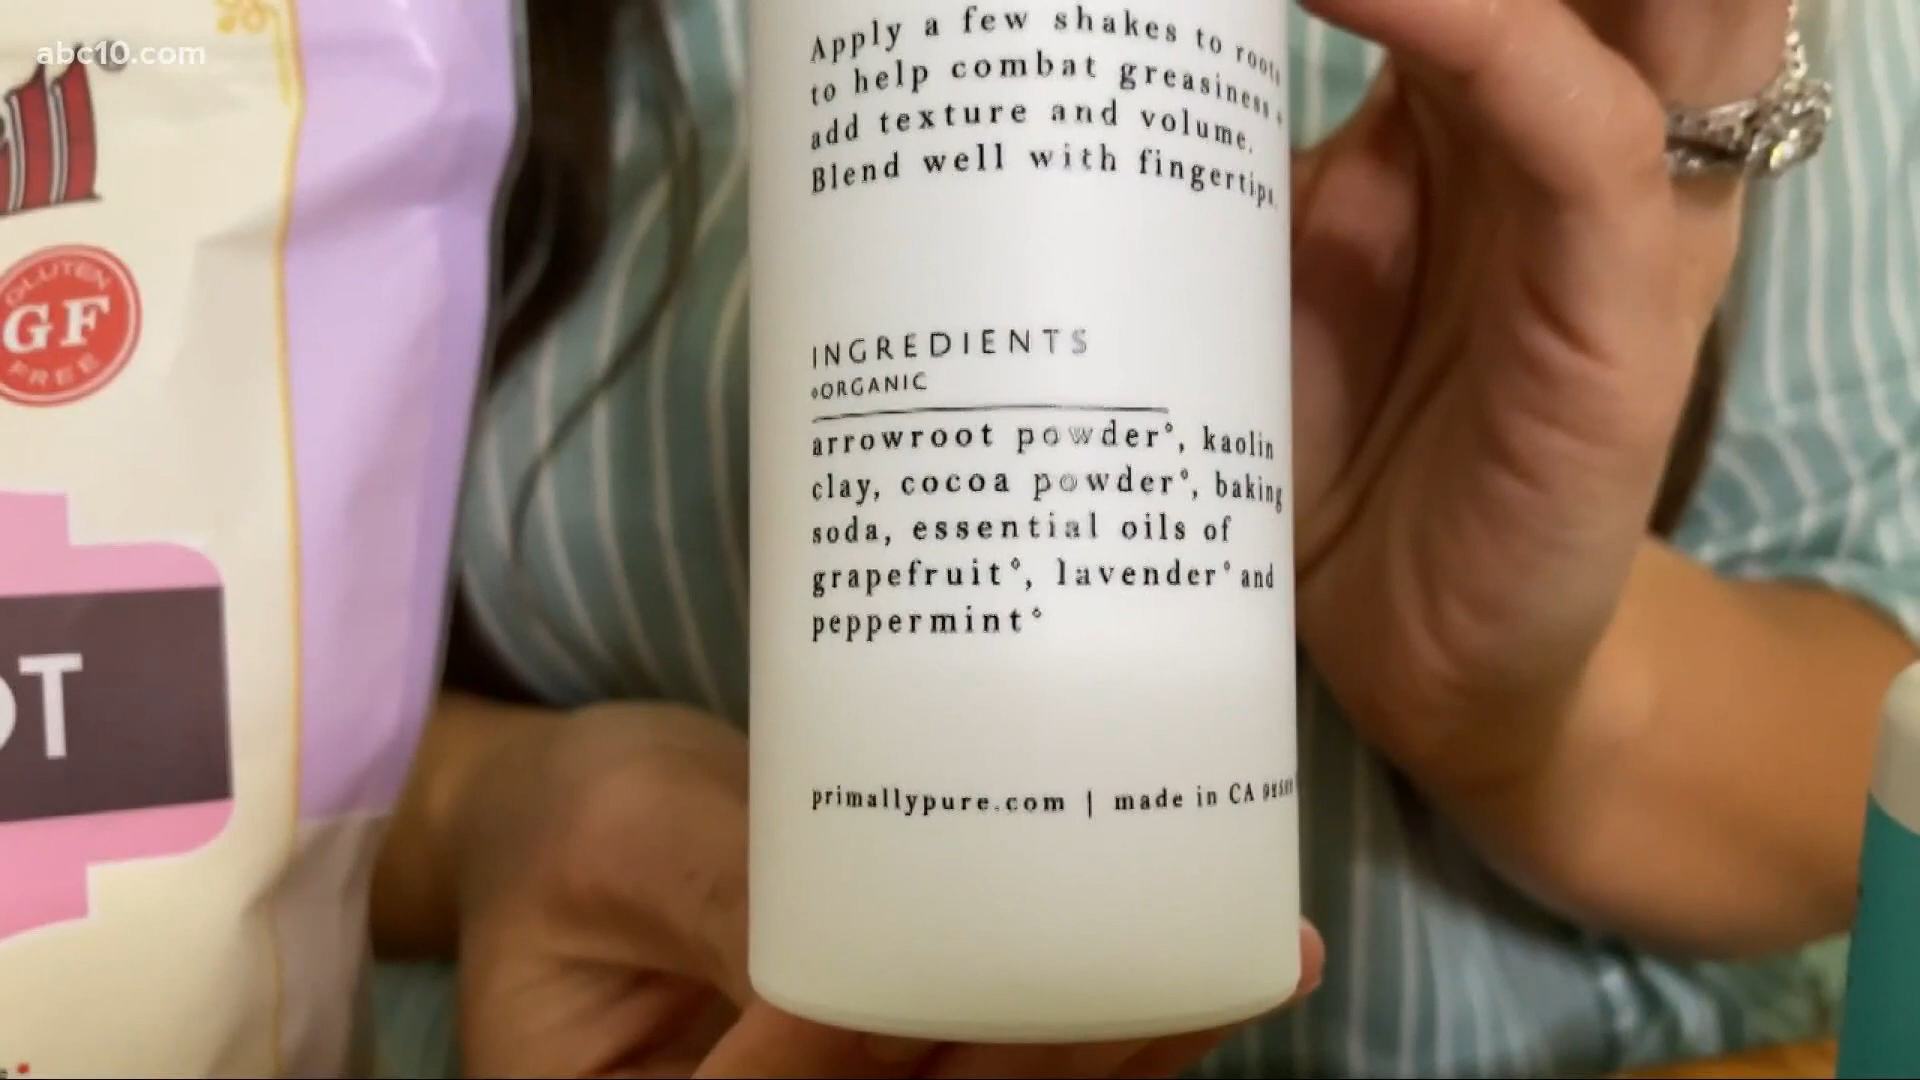 abc10.com
Apply a few shakes to roots
to help combat greasiness +
add texture and volume.
Blend well with fingertips.
INGREDIENTS
°ORGANIC
arrowroot powder°, kaolin
clay, cocoa powder°, baking
soda, essential oils of
grapefruit°, lavender° and
peppermint°
primallypure.com | made in CA
GLUTEN
GF
FREE
OT